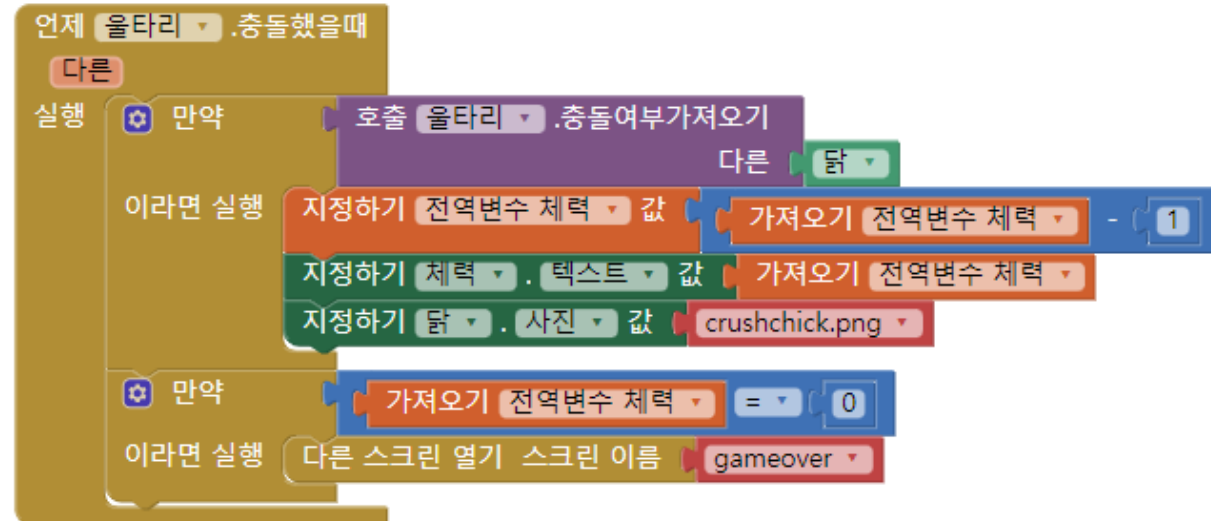 언제 울타리 .충돌했을때
다른
실행 만약 호출 울타리 .충돌여부가져오기
다른 닭
이라면 실행 지정하기 전역변수 체력 값 가져오기 전역변수 체력 - 1
지정하기 체력 . 텍스트 값 가져오기 전역변수 체력
지정하기 닭 . 사진 값 crushchick.png
만약 가져오기 전역변수 체력 = 0
이라면 실행 다른 스크린 열기 스크린 이름 gameover